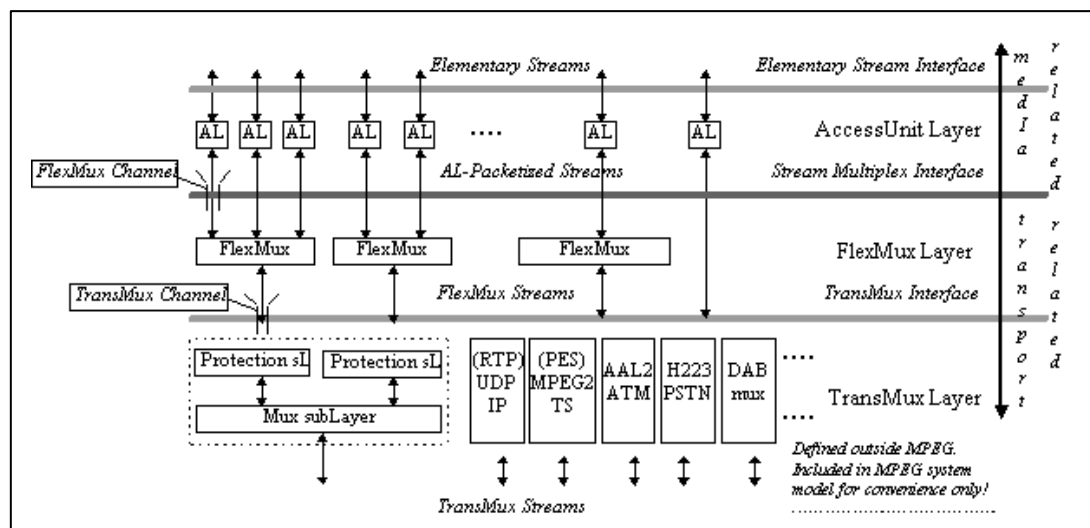 Elementary Streams
Elementary Stream Interface
AL AL AL AL AL .... AL AL
AccessUnit Layer
FlexMux Channel
AL-Packetized Streams
Stream Multiplex Interface
FlexMux FlexMux FlexMux
FlexMux Layer
TransMux Channel
FlexMux Streams
TransMux Interface
Protection sL
Protection sL
Mux subLayer
(RTP)
UDP
IP
(PES)
MPEG2
TS
AAL2
ATM
H223
PSTN
DAB
mux
....
....
TransMux Layer
Defined outside MPEG.
Included in MPEG system
model for convenience only!
TransMux Streams
media
related
transport
related